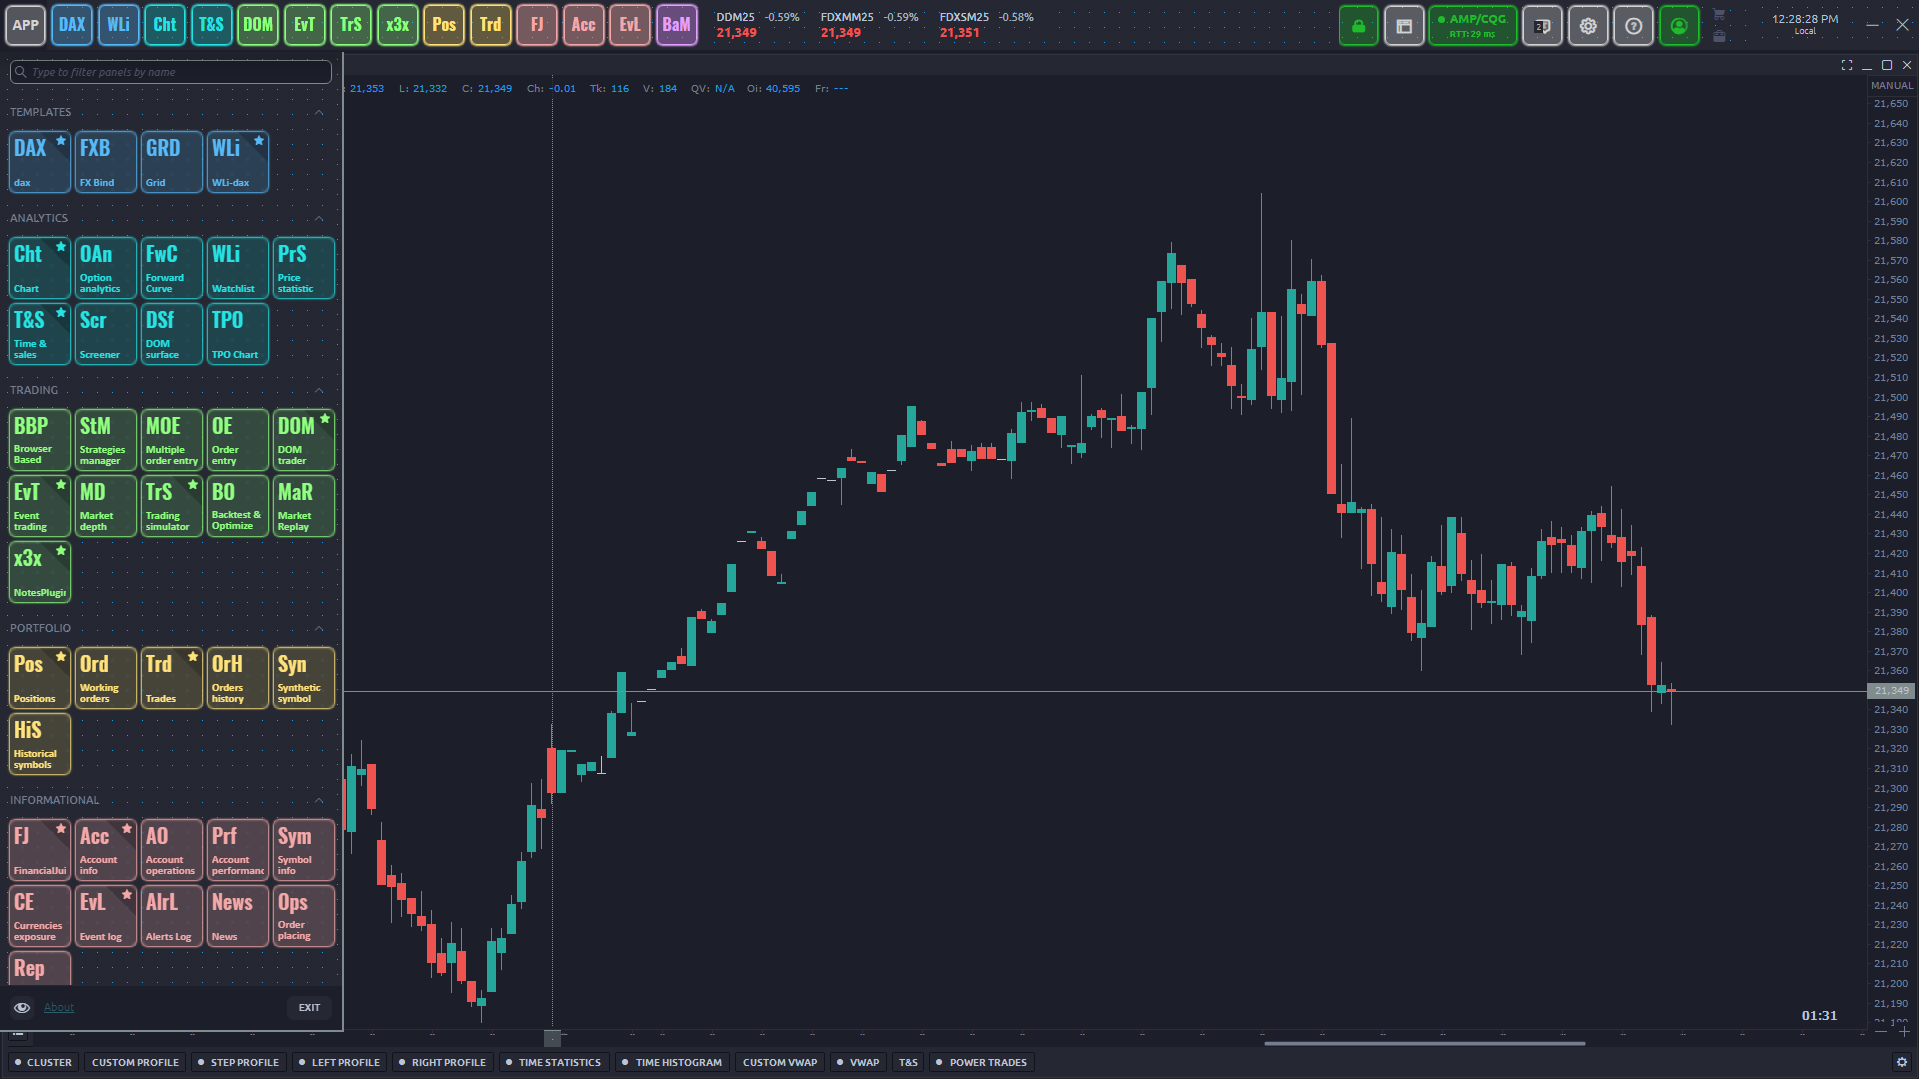 APP DAX WLi Cht T&S DOM EvT TrS x3x Pos Trd FJ Acc EvL BaM
DDM25 -0.59% FDXMM25 -0.59% FDXSM25 -0.58%
21,349 21,349 21,351
AMP/CQG
RTT: 29 ms
2
12:28:28 PM
Local
Type to filter panels by name
: 21,353 L: 21,332 C: 21,349 Ch: -0.01 Tk: 116 V: 184 QV: N/A Oi: 40,595 Fr: ---
MANUAL
TEMPLATES
DAX FXB GRD WLi
dax FX Bind Grid WLi-dax
ANALYTICS
Cht OAn FwC WLi PrS
Chart Option analytics Forward Curve Watchlist Price statistic
T&S Scr DSf TPO
Time & sales Screener DOM surface TPO Chart
TRADING
BBP StM MOE OE DOM
Browser Based Strategies manager Multiple order entry Order entry DOM trader
EvT MD TrS BO MaR
Event trading Market depth Trading simulator Backtest & Optimize Market Replay
x3x
NotesPlugin
PORTFOLIO
Pos Ord Trd OrH Syn
Positions Working orders Trades Orders history Synthetic symbol
HiS
Historical symbols
INFORMATIONAL
FJ Acc AO Prf Sym
FinancialJui Account info Account operations Account performanc Symbol info
CE EvL AlrL News Ops
Currencies exposure Event log Alerts Log News Order placing
Rep
About EXIT
21,650
21,640
21,630
21,620
21,610
21,600
21,590
21,580
21,570
21,560
21,550
21,540
21,530
21,520
21,510
21,500
21,490
21,480
21,470
21,460
21,450
21,440
21,430
21,420
21,410
21,400
21,390
21,380
21,370
21,360
21,349
21,340
21,330
21,320
21,310
21,300
21,290
21,280
21,270
21,260
21,250
21,240
21,230
21,220
21,210
21,200
21,190
21,180
01:31
CLUSTER CUSTOM PROFILE STEP PROFILE LEFT PROFILE RIGHT PROFILE TIME STATISTICS TIME HISTOGRAM CUSTOM VWAP VWAP T&S POWER TRADES